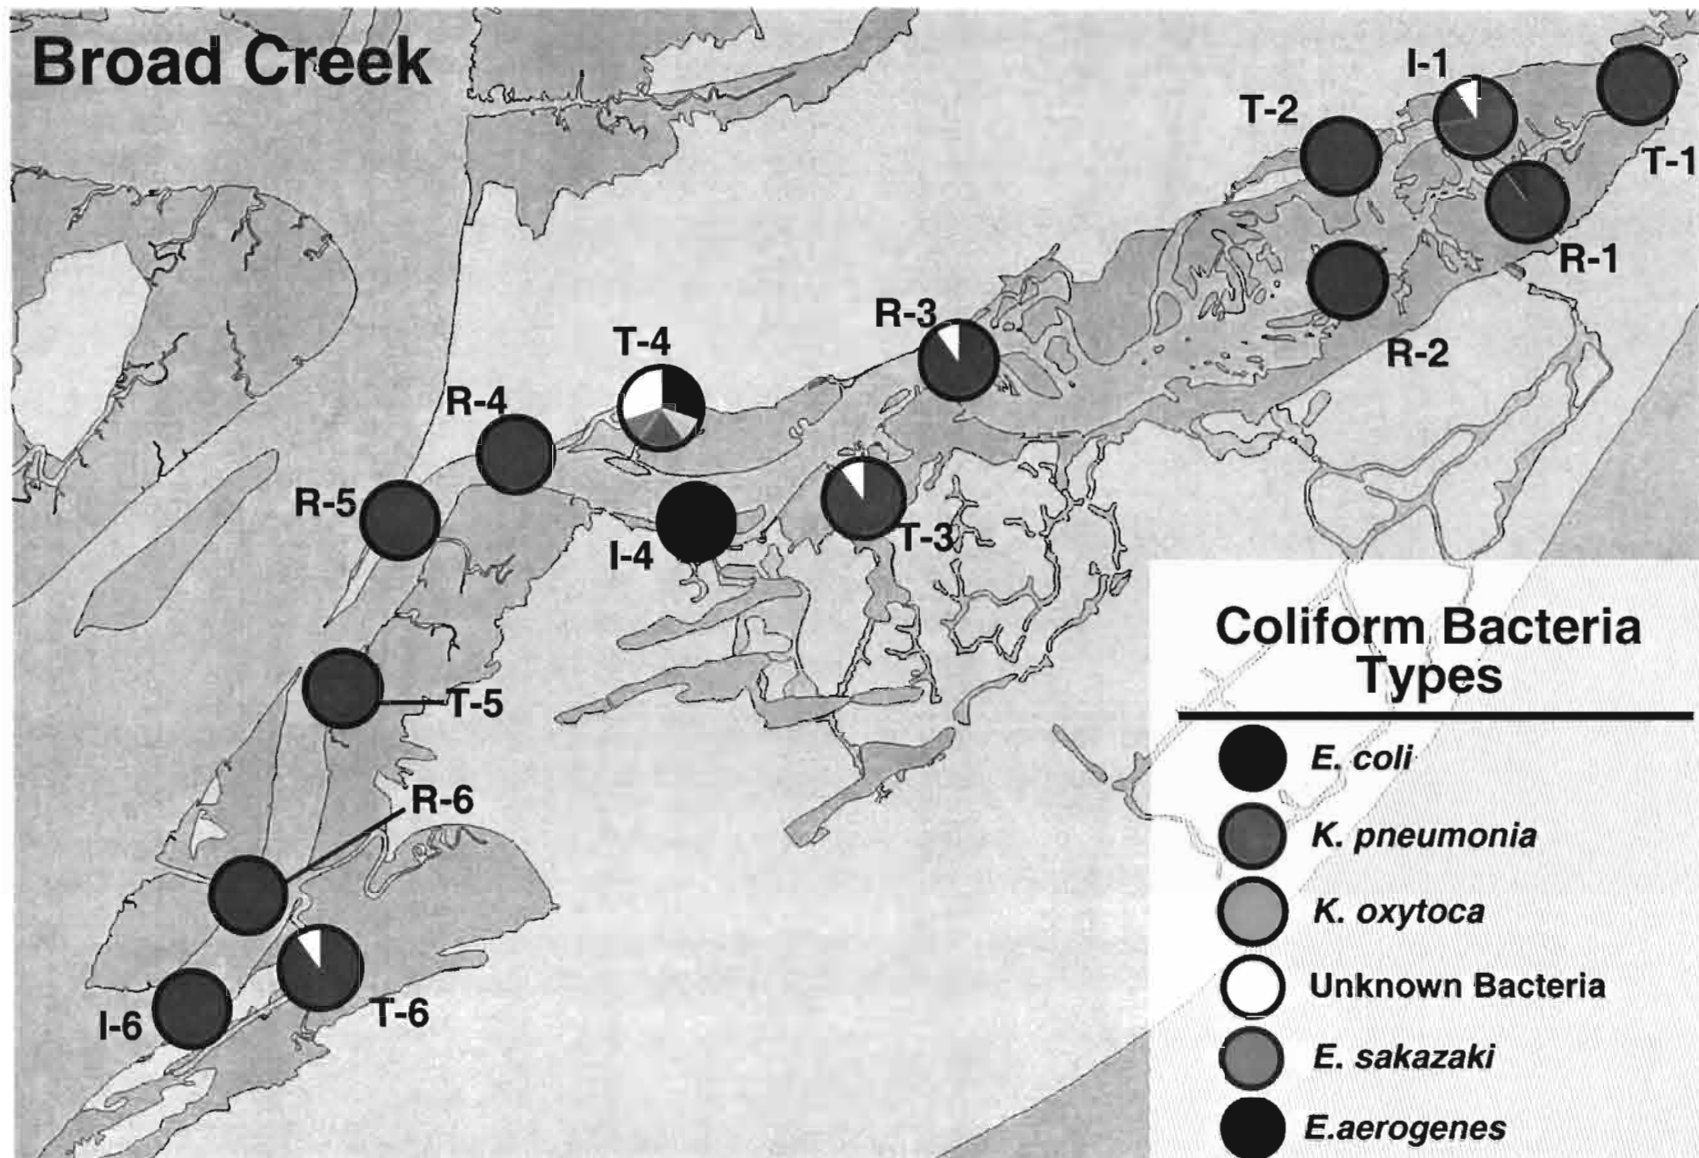 Broad Creek
I-1
T-2
T-1
R-1
R-3
R-2
T-4
R-4
R-5
T-3
I-4
T-5
R-6
T-6
I-6
Coliform Bacteria
Types
E. coli
K. pneumonia
K. oxytoca
Unknown Bacteria
E. sakazaki
E.aerogenes